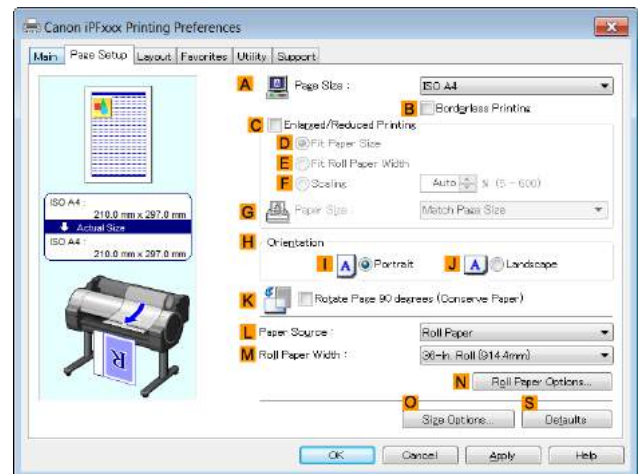 Canon iPFxxx Printing Preferences
Main Page Setup Layout Favorites Utility Support
A Page Size : ISO A4
B Borderless Printing
C Enlarged/Reduced Printing
D Fit Paper Size
E Fit Roll Paper Width
F Scaling Auto % (5 - 600)
G Paper Size : Match Page Size
ISO A4 :
210.0 mm x 297.0 mm
Actual Size
ISO A4 :
210.0 mm x 297.0 mm
H Orientation
I A Portrait J A Landscape
K Rotate Page 90 degrees (Conserve Paper)
L Paper Source : Roll Paper
M Roll Paper Width : 36-in. Roll (914.4mm)
N Roll Paper Options...
O S
Size Options... Defaults
R
OK Cancel Apply Help